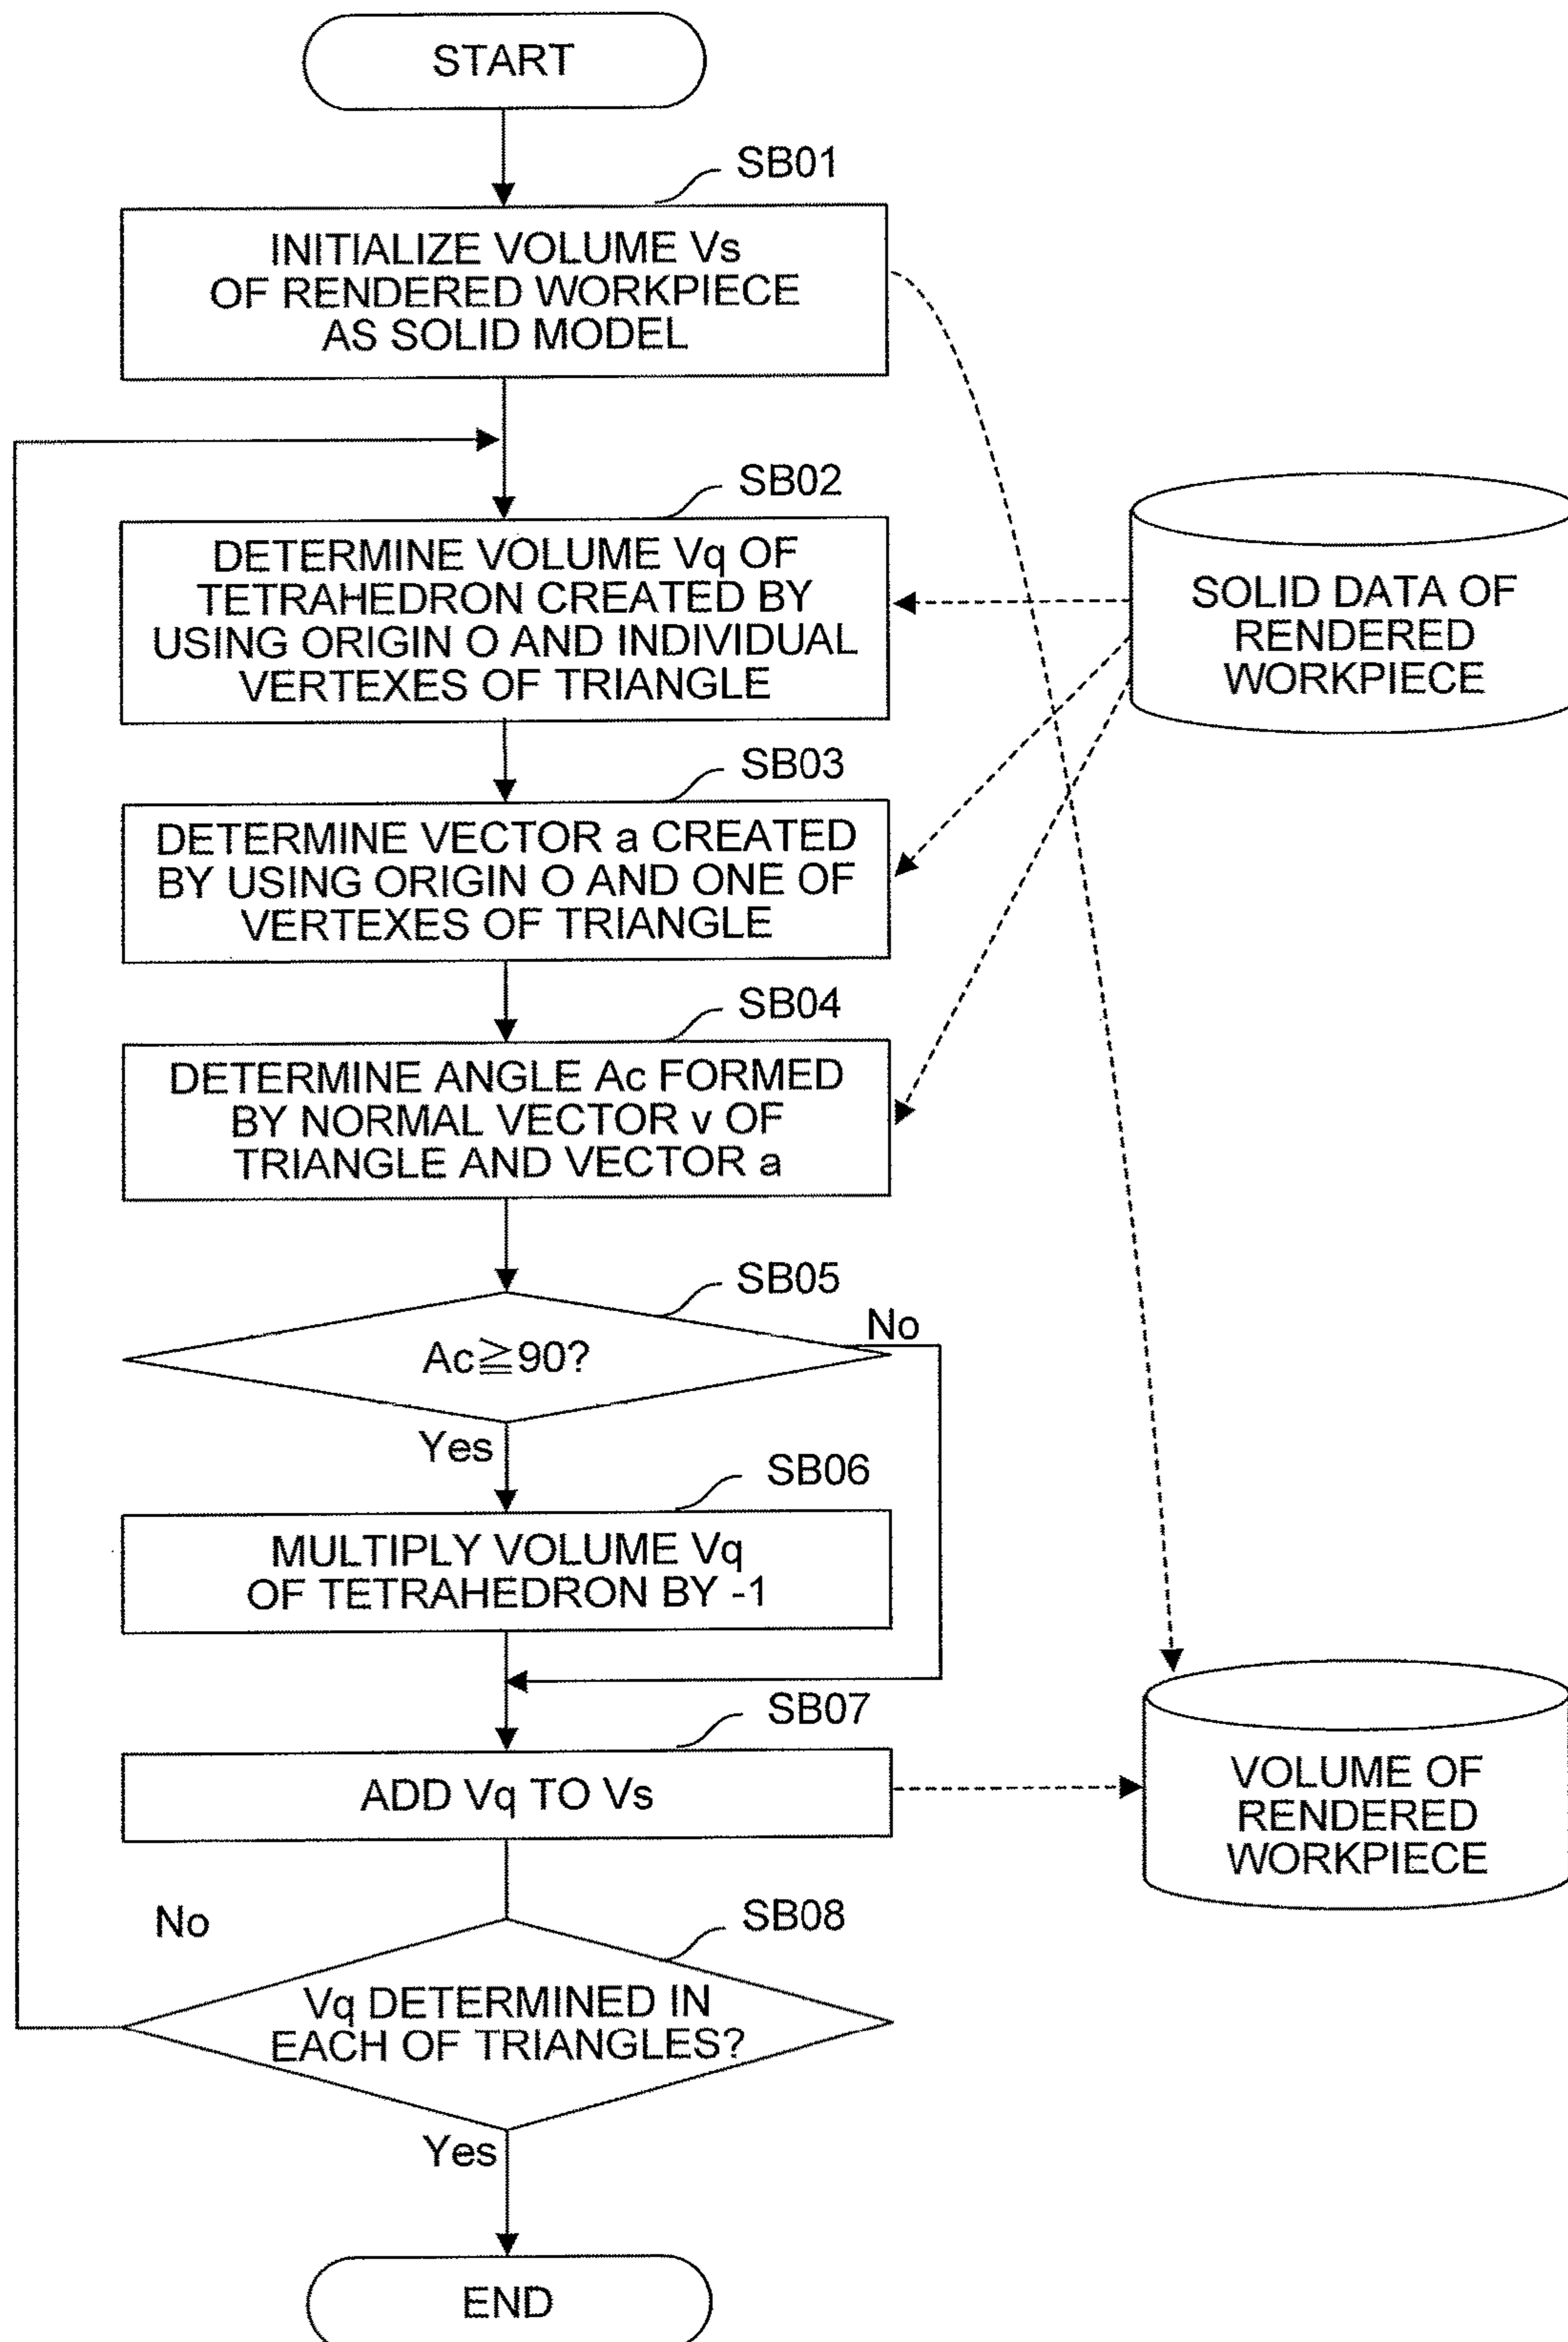 START
SB01
INITIALIZE VOLUME Vs
OF RENDERED WORKPIECE
AS SOLID MODEL
SB02
DETERMINE VOLUME Vq OF
TETRAHEDRON CREATED BY
USING ORIGIN O AND INDIVIDUAL
VERTEXES OF TRIANGLE
SOLID DATA OF
RENDERED
WORKPIECE
SB03
DETERMINE VECTOR a CREATED
BY USING ORIGIN O AND ONE OF
VERTEXES OF TRIANGLE
SB04
DETERMINE ANGLE Ac FORMED
BY NORMAL VECTOR v OF
TRIANGLE AND VECTOR a
SB05
Ac≧90?
No
Yes
SB06
MULTIPLY VOLUME Vq
OF TETRAHEDRON BY -1
SB07
ADD Vq TO Vs
VOLUME OF
RENDERED
WORKPIECE
No
SB08
Vq DETERMINED IN
EACH OF TRIANGLES?
Yes
END